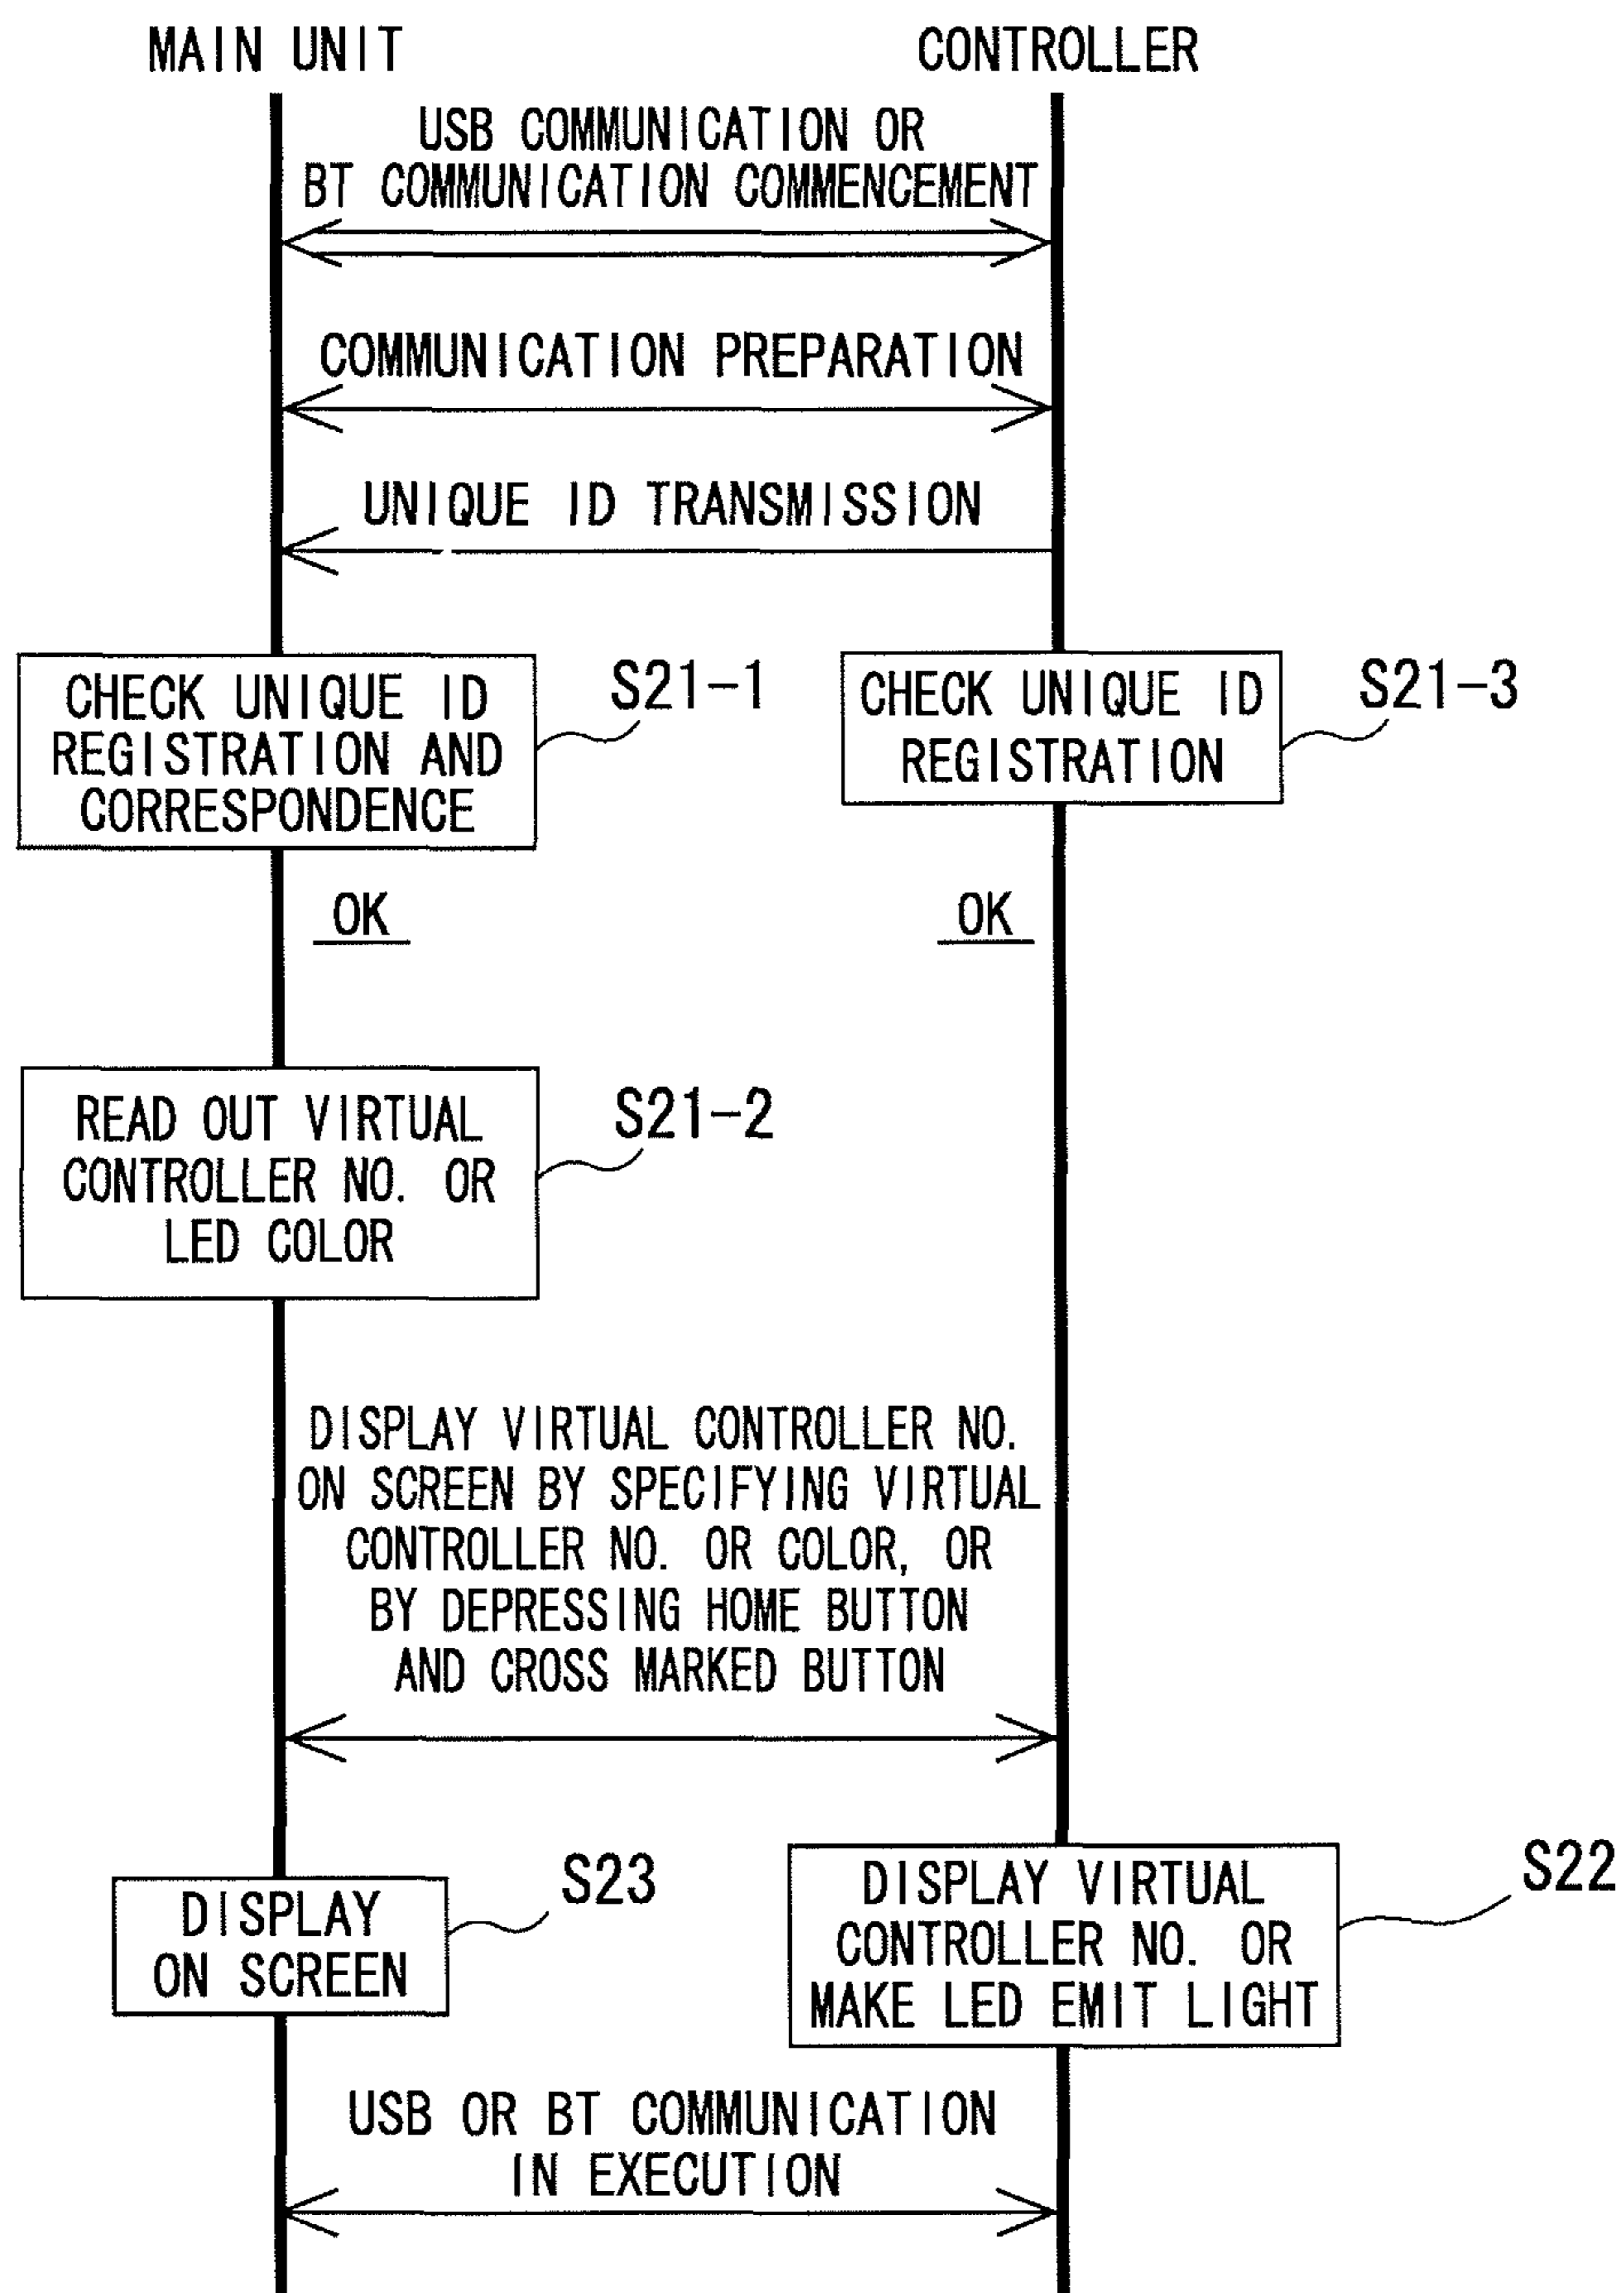 MAIN UNIT
CONTROLLER
USB COMMUNICATION OR
BT COMMUNICATION COMMENCEMENT
COMMUNICATION PREPARATION
UNIQUE ID TRANSMISSION
CHECK UNIQUE ID
REGISTRATION AND
CORRESPONDENCE
S21-1
CHECK UNIQUE ID
REGISTRATION
S21-3
OK
OK
READ OUT VIRTUAL
CONTROLLER NO. OR
LED COLOR
S21-2
DISPLAY VIRTUAL CONTROLLER NO.
ON SCREEN BY SPECIFYING VIRTUAL
CONTROLLER NO. OR COLOR, OR
BY DEPRESSING HOME BUTTON
AND CROSS MARKED BUTTON
DISPLAY
ON SCREEN
S23
DISPLAY VIRTUAL
CONTROLLER NO. OR
MAKE LED EMIT LIGHT
S22
USB OR BT COMMUNICATION
IN EXECUTION